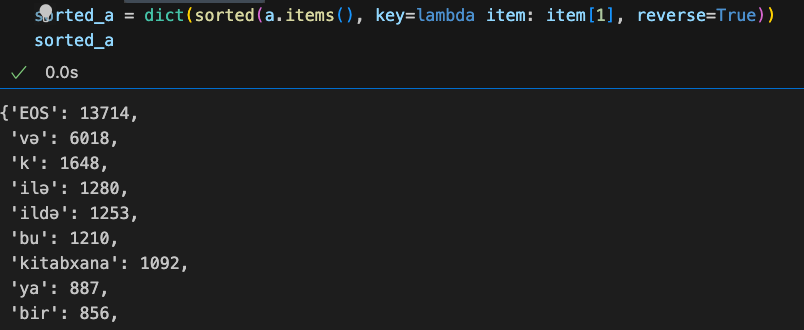 sorted_a = dict(sorted(a.items(), key=lambda item: item[1], reverse=True))
sorted_a
0.0s
{'EOS': 13714,
'və': 6018,
'k': 1648,
'ilə': 1280,
'ildə': 1253,
'bu': 1210,
'kitabxana': 1092,
'ya': 887,
'bir': 856,